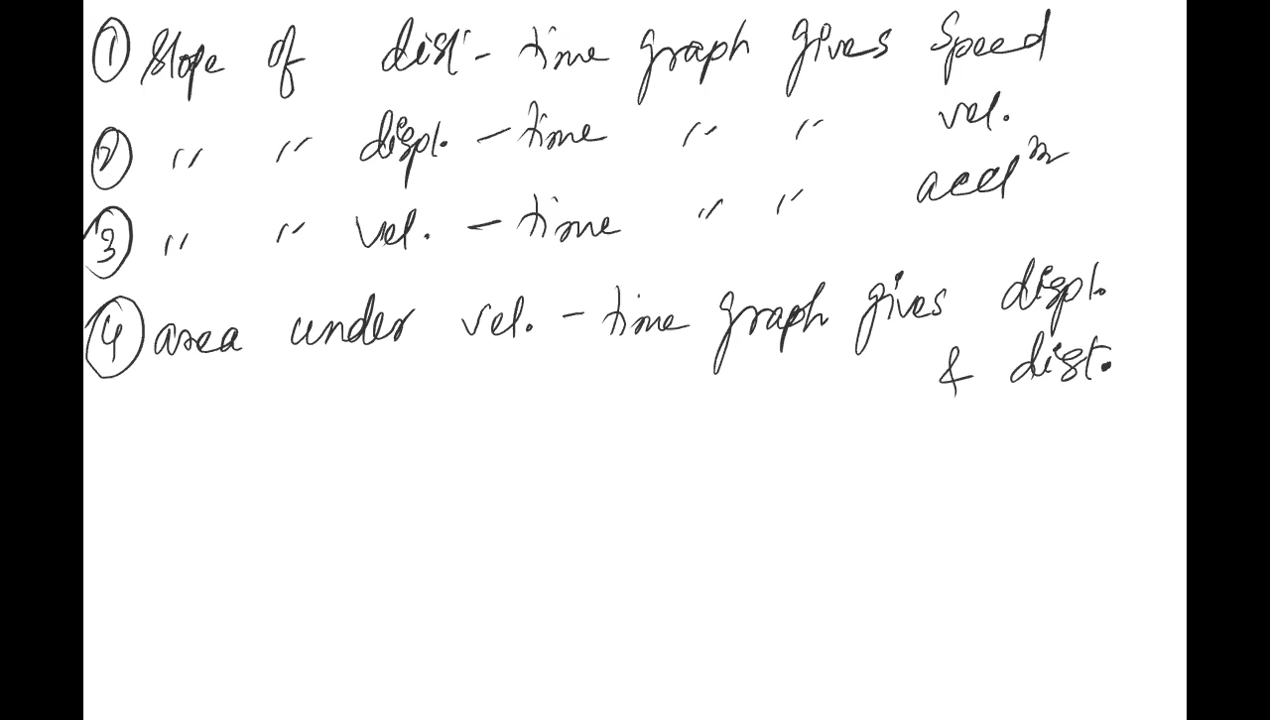 ① Slope of dist - time graph gives Speed
② " " displ. - time " " vel.
③ " " vel. - time " " accln
④ area under vel. - time graph gives displ.
& dist.